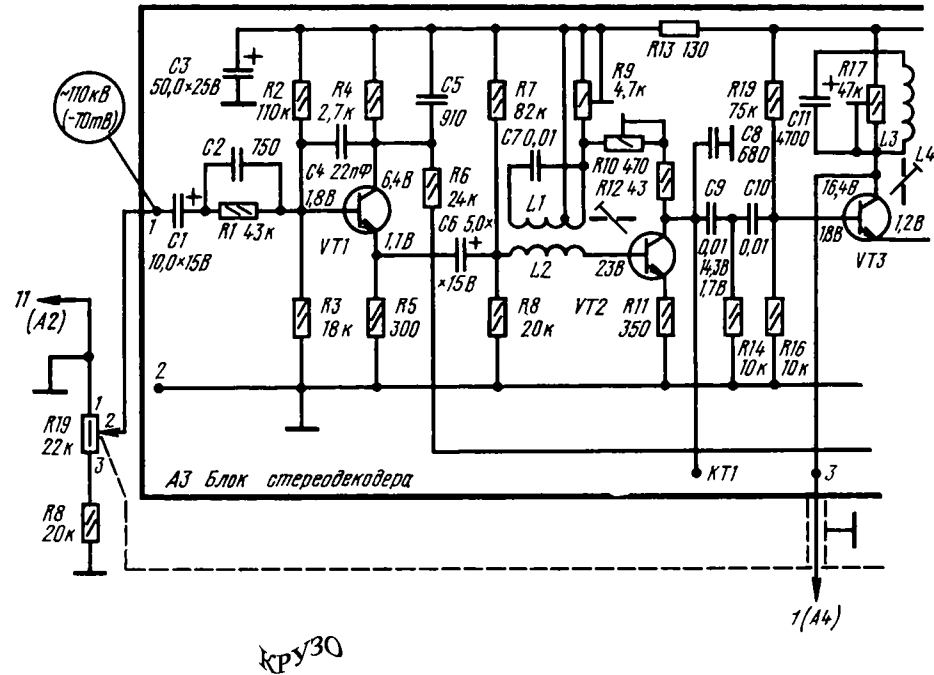 ~110кВ
(-70тВ)
1
C1
10,0×15В
C3
50,0×25В
C2
750
R1 43к
R2
110к
R4
2,7к
C4 22пФ
1,8В
6,4В
VT1
1,1В
R3
18к
R5
300
C5
910
R6
24к
C6 5,0×
×15В
R7
82к
C7 0,01
L1
L2
R8
20к
R9
4,7к
R10 470
R12 43
23В
VT2
R11
350
R13 130
C8
680
C9
0,01
14,3В
1,7В
C10
0,01
R19
75к
R14
10к
R16
10к
C11
4700
R17
47к
L3
L4
16,4В
18В
1,2В
VT3
11
(A2)
2
1
R19
22к
2
3
R8
20к
А3 Блок стереодекодера
КТ1
3
1(A4)
КРУЗО